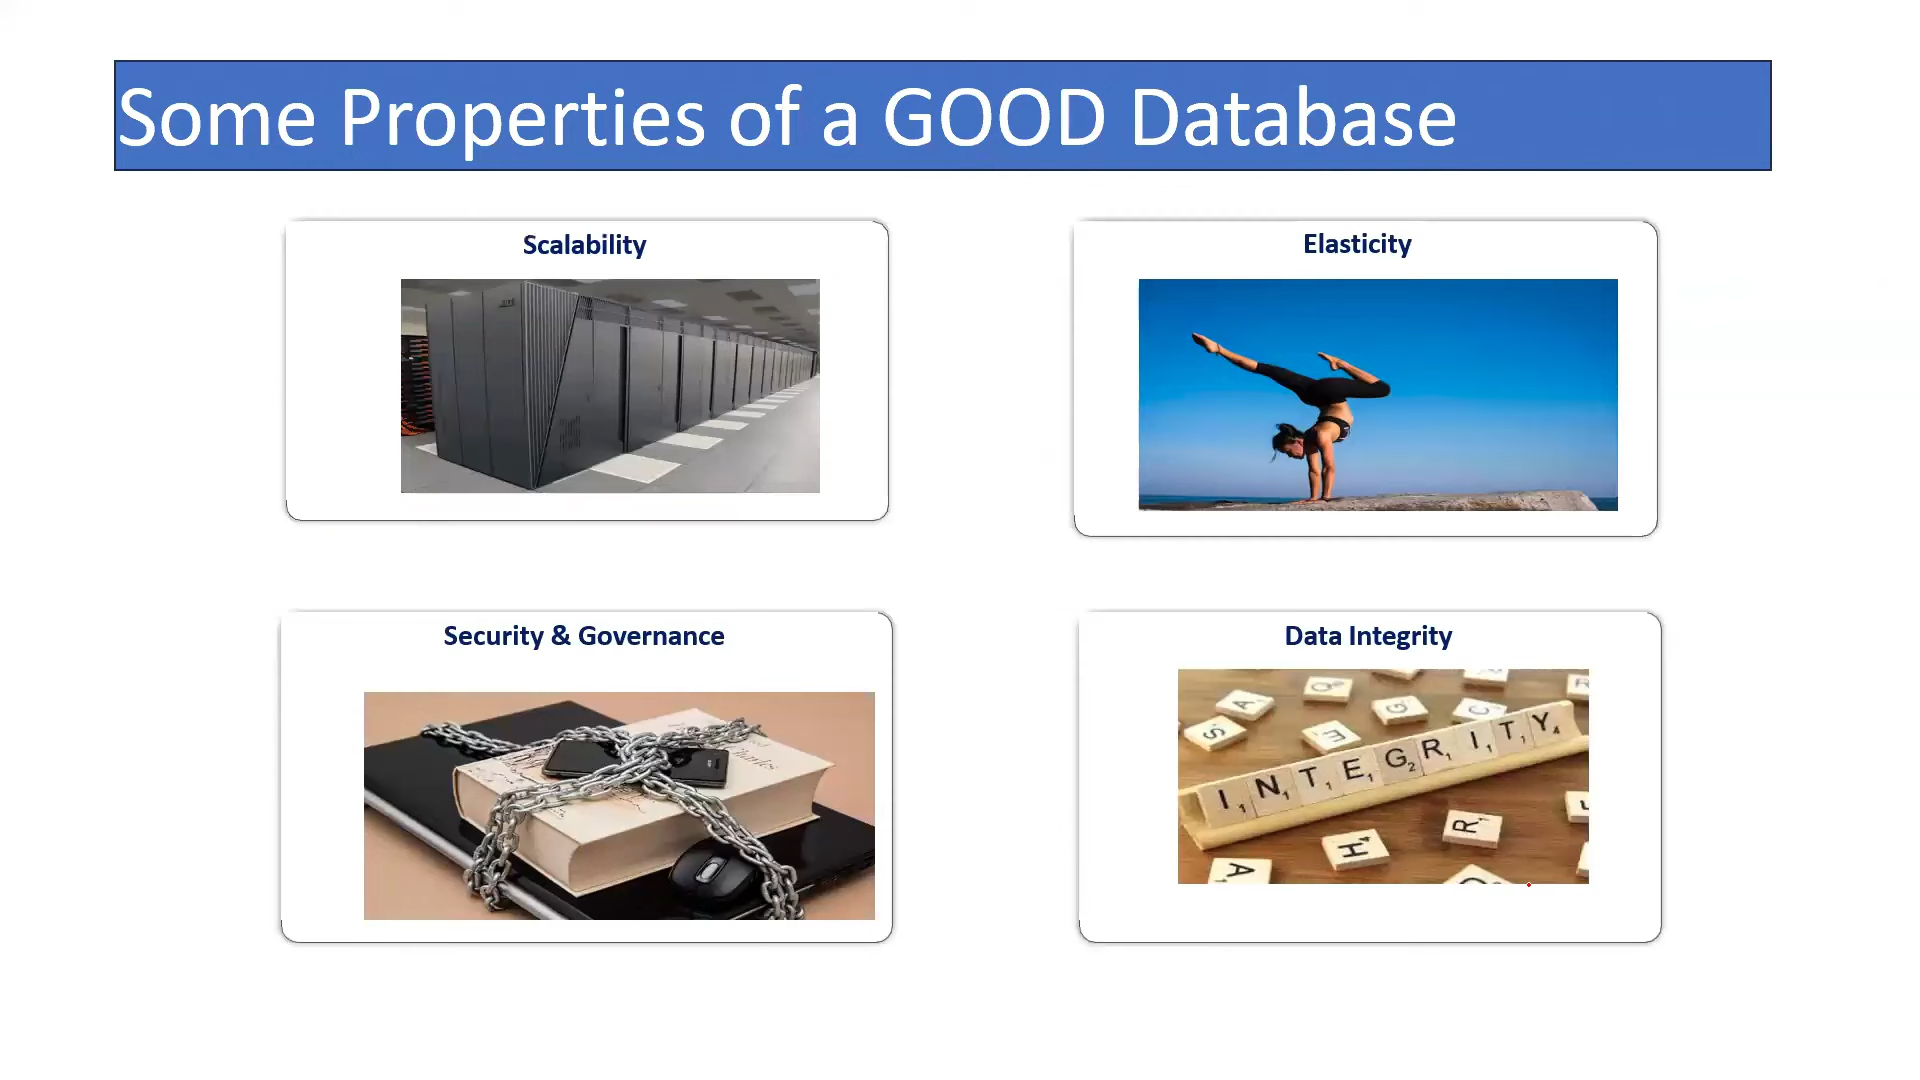 Some Properties of a GOOD Database
Scalability
Elasticity
Security & Governance
Data Integrity
INTEGRITY